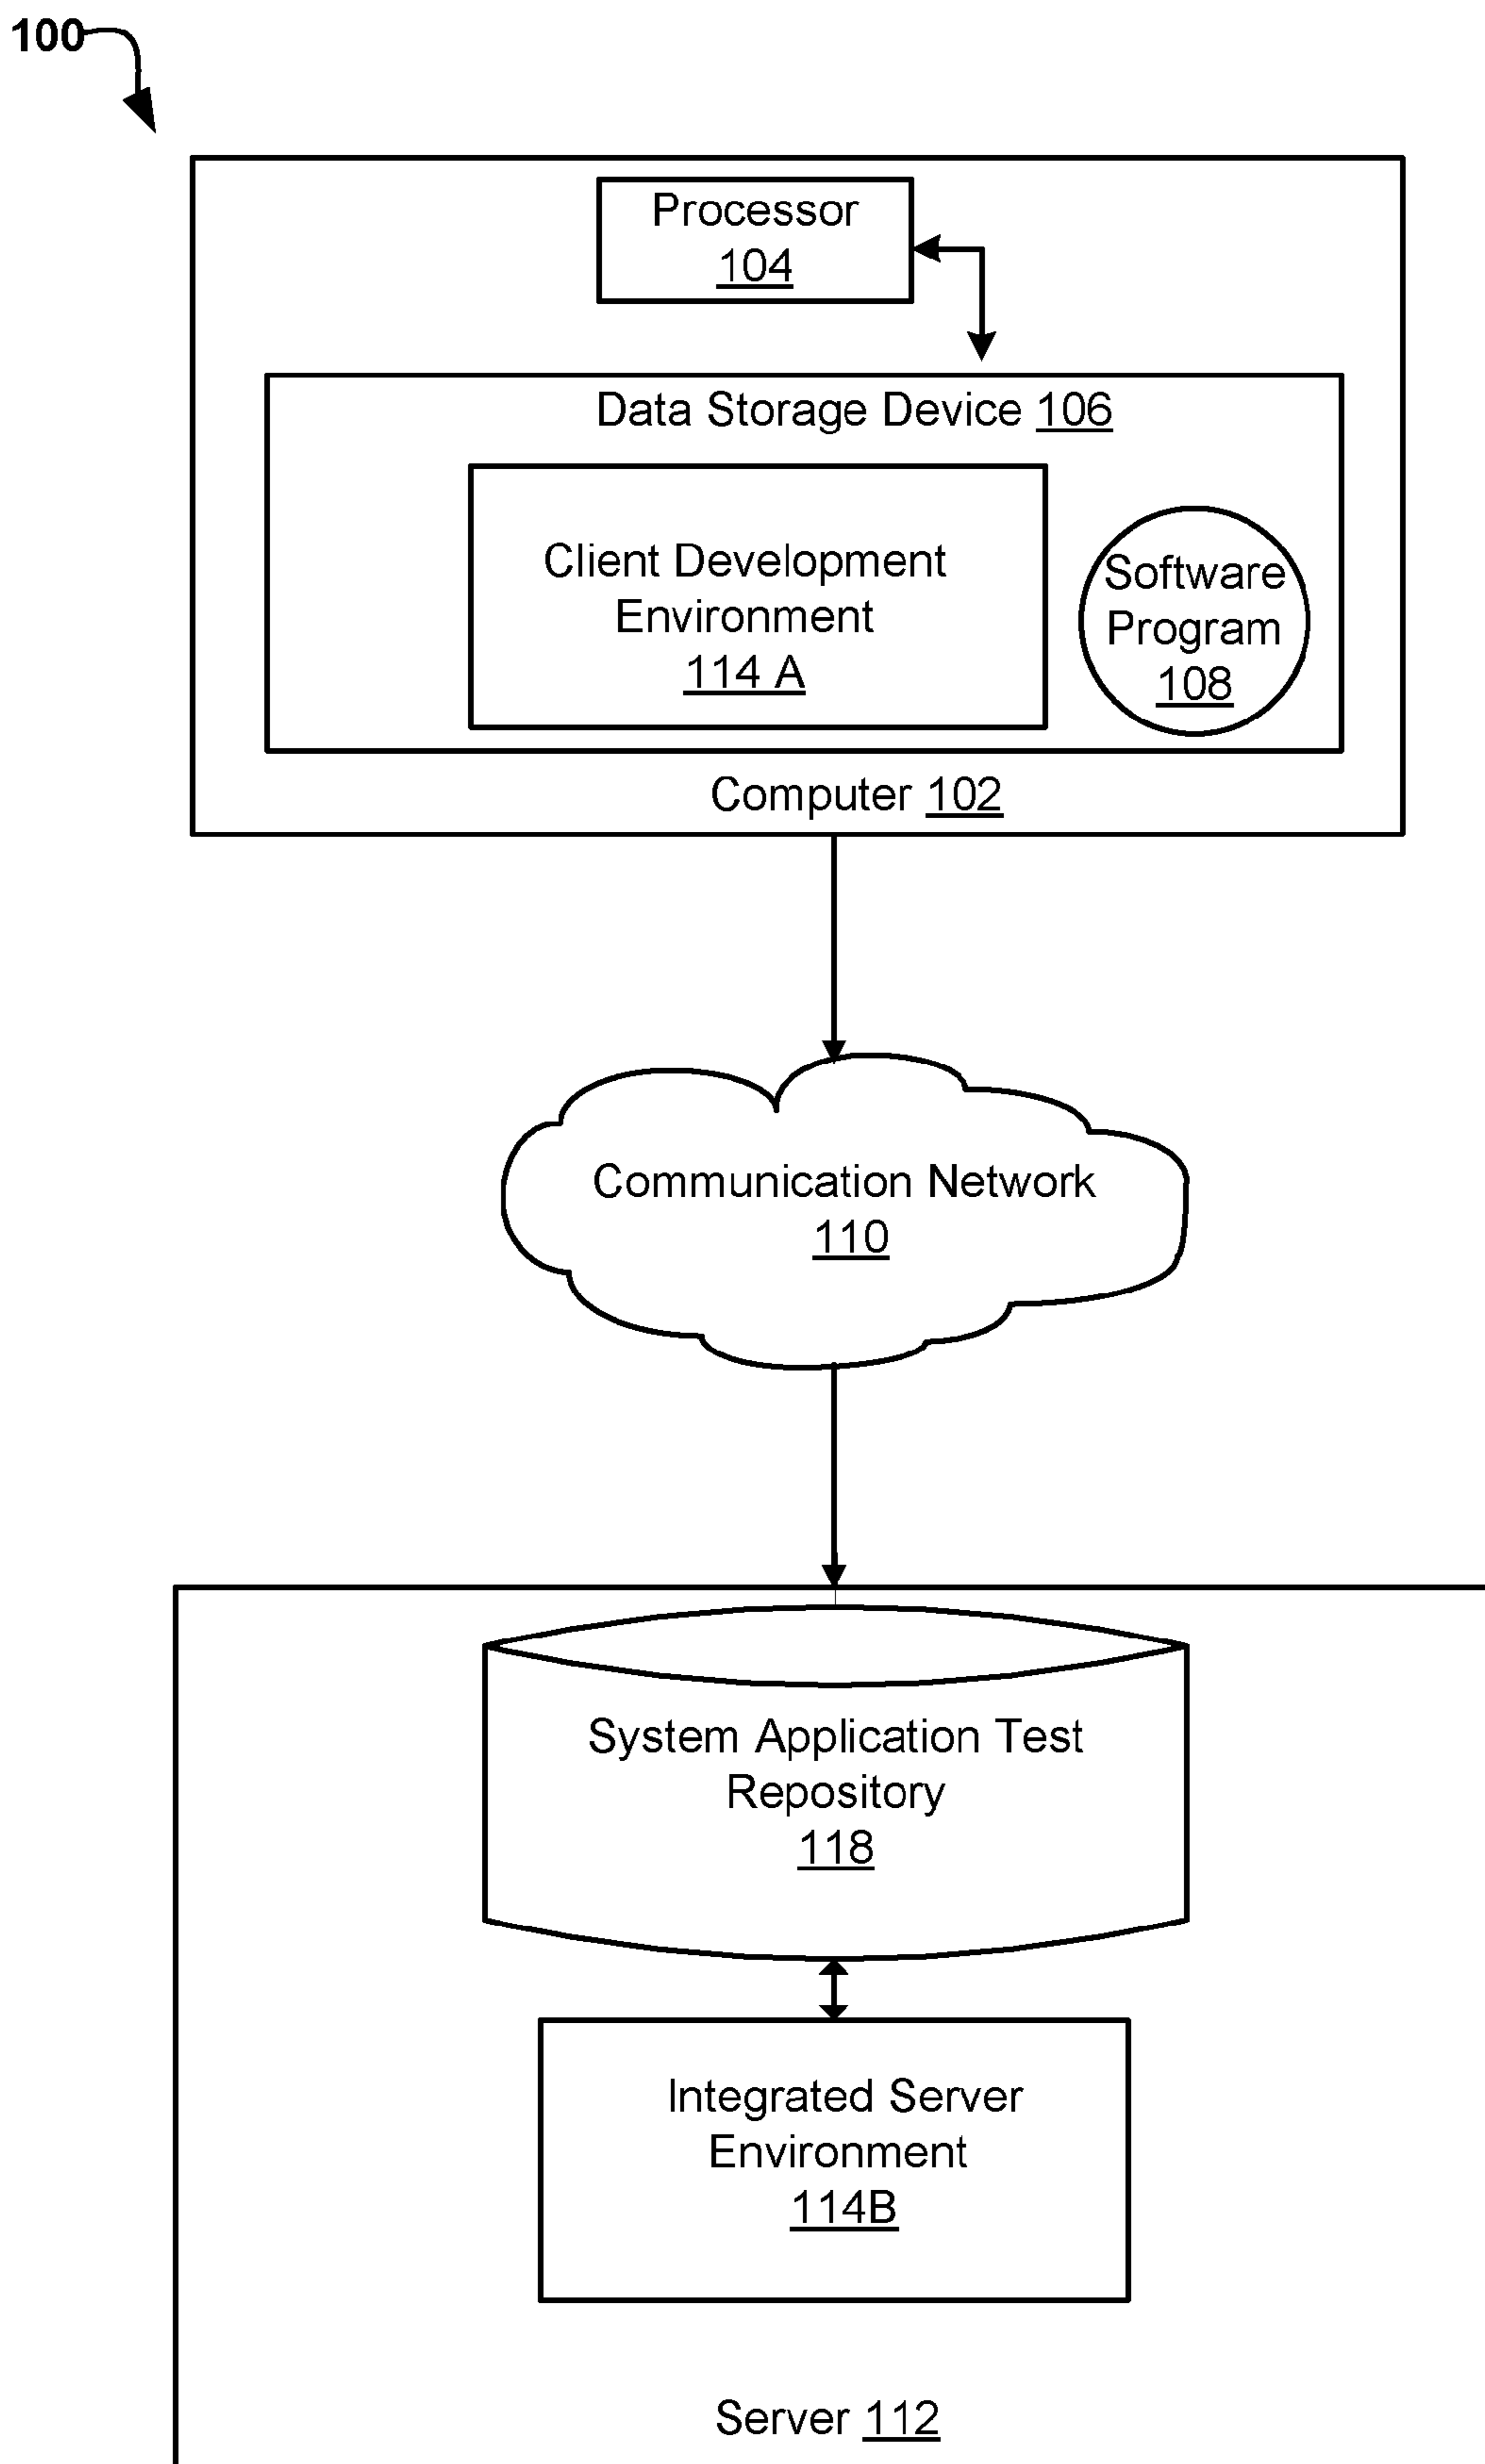 100
Processor
104
Data Storage Device 106
Client Development
Environment
114 A
Software
Program
108
Computer 102
Communication Network
110
System Application Test
Repository
118
Integrated Server
Environment
114B
Server 112